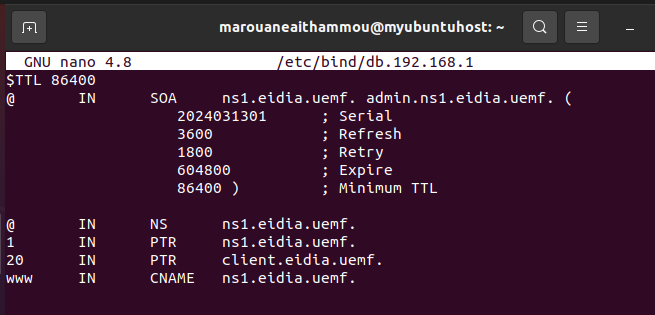 marouaneaithammou@myubuntuhost: ~
GNU nano 4.8 /etc/bind/db.192.168.1
$TTL 86400
@ IN SOA ns1.eidia.uemf. admin.ns1.eidia.uemf. (
2024031301 ; Serial
3600 ; Refresh
1800 ; Retry
604800 ; Expire
86400 ) ; Minimum TTL
@ IN NS ns1.eidia.uemf.
1 IN PTR ns1.eidia.uemf.
20 IN PTR client.eidia.uemf.
www IN CNAME ns1.eidia.uemf.